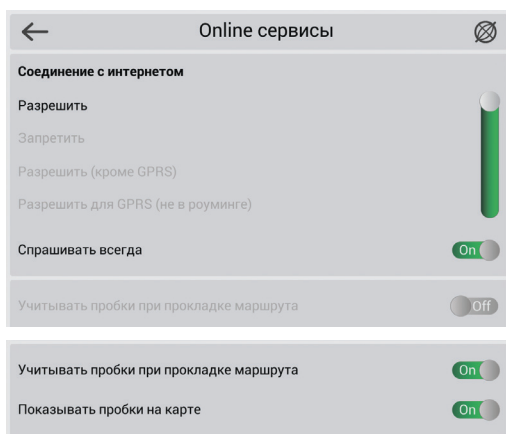 Online сервисы
Соединение с интернетом
Разрешить
Запретить
Разрешить (кроме GPRS)
Разрешить для GPRS (не в роуминге)
Спрашивать всегда On
Учитывать пробки при прокладке маршрута Off
Учитывать пробки при прокладке маршрута On
Показывать пробки на карте On